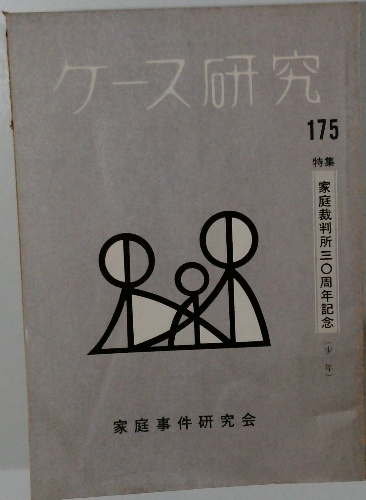 ケース研究
175
特集
家庭裁判所三〇周年記念
（少年）
家庭事件研究会